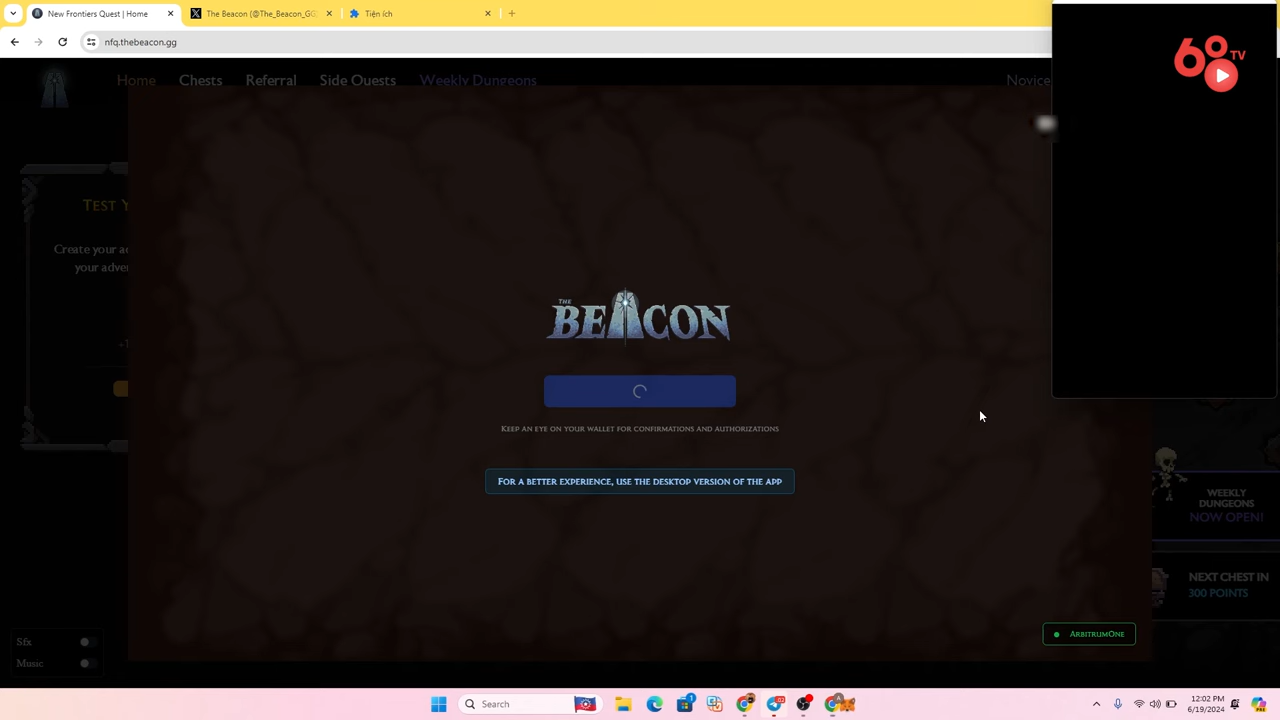 New Frontiers Quest | Home
The Beacon (@The_Beacon_GG
Tiện ích
nfq.thebeacon.gg
60 TV
Home
Chests
Referral
Side Quests
Weekly Dungeons
Novice
Test Y
Create your a
your adve
THE
BEACON
Keep an eye on your wallet for confirmations and authorizations
For a better experience, use the desktop version of the app
WEEKLY
DUNGEONS
NOW OPEN!
NEXT CHEST IN
300 POINTS
ArbitrumOne
Sfx
Music
Search
12:02 PM
6/19/2024